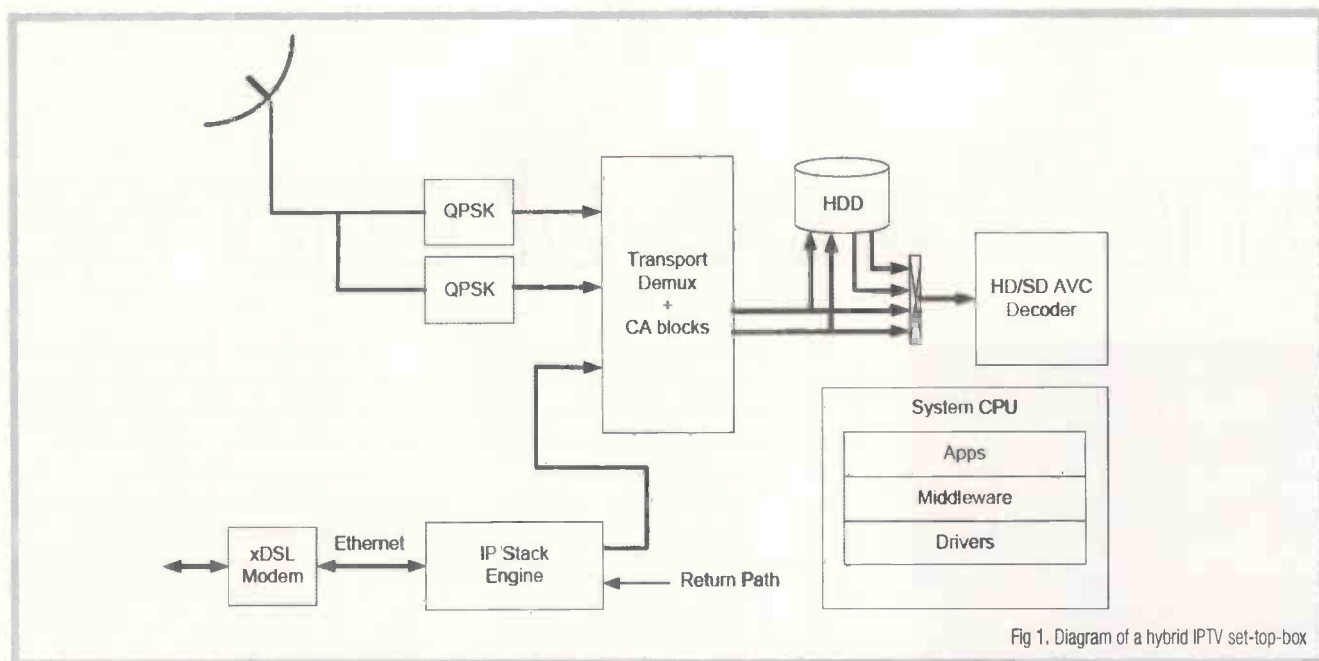 QPSK
QPSK
Transport
Demux
+
CA blocks
HDD
HD/SD AVC
Decoder
System CPU
Apps
Middleware
Drivers
xDSL
Modem
Ethernet
IP Stack
Engine
Return Path
Fig 1. Diagram of a hybrid IPTV set-top-box